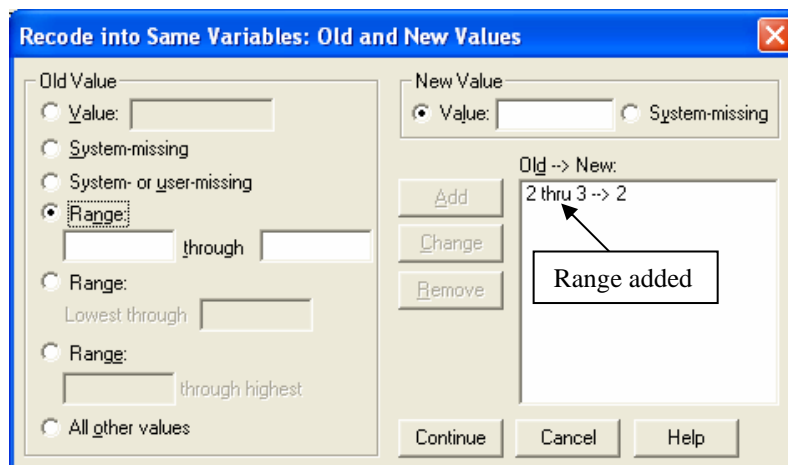 Recode into Same Variables: Old and New Values
Old Value
Value:
System-missing
System- or user-missing
Range:
through
Range:
Lowest through
Range:
through highest
All other values
New Value
Value:
System-missing
Old --> New:
Add
Change
Remove
2 thru 3 --> 2
Range added
Continue
Cancel
Help